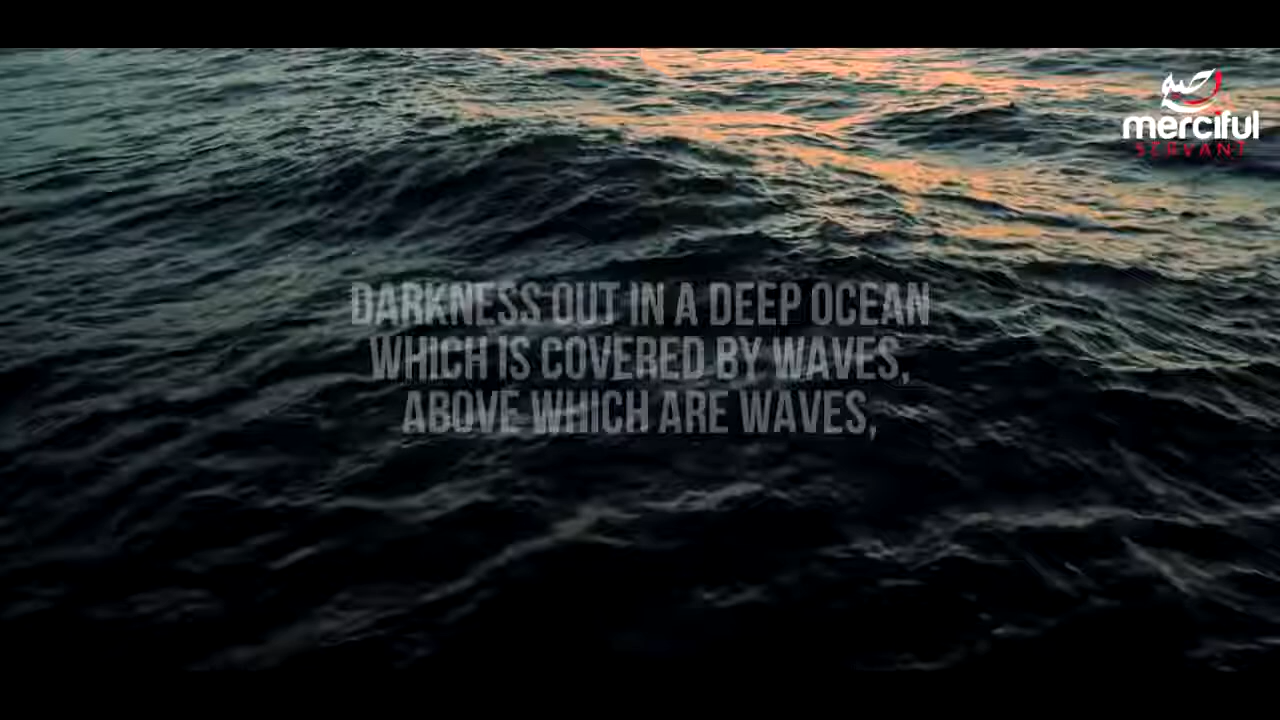 merciful
SERVANT
DARKNESS OUT IN A DEEP OCEAN
WHICH IS COVERED BY WAVES,
ABOVE WHICH ARE WAVES,